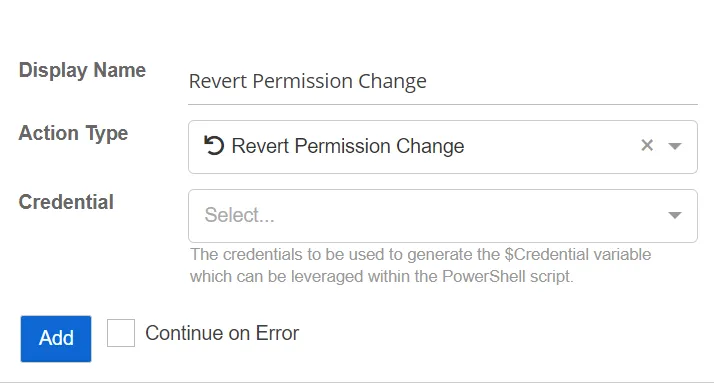 Display Name
Revert Permission Change
Action Type
Revert Permission Change
Credential
Select...
The credentials to be used to generate the $Credential variable
which can be leveraged within the PowerShell script.
Add
Continue on Error